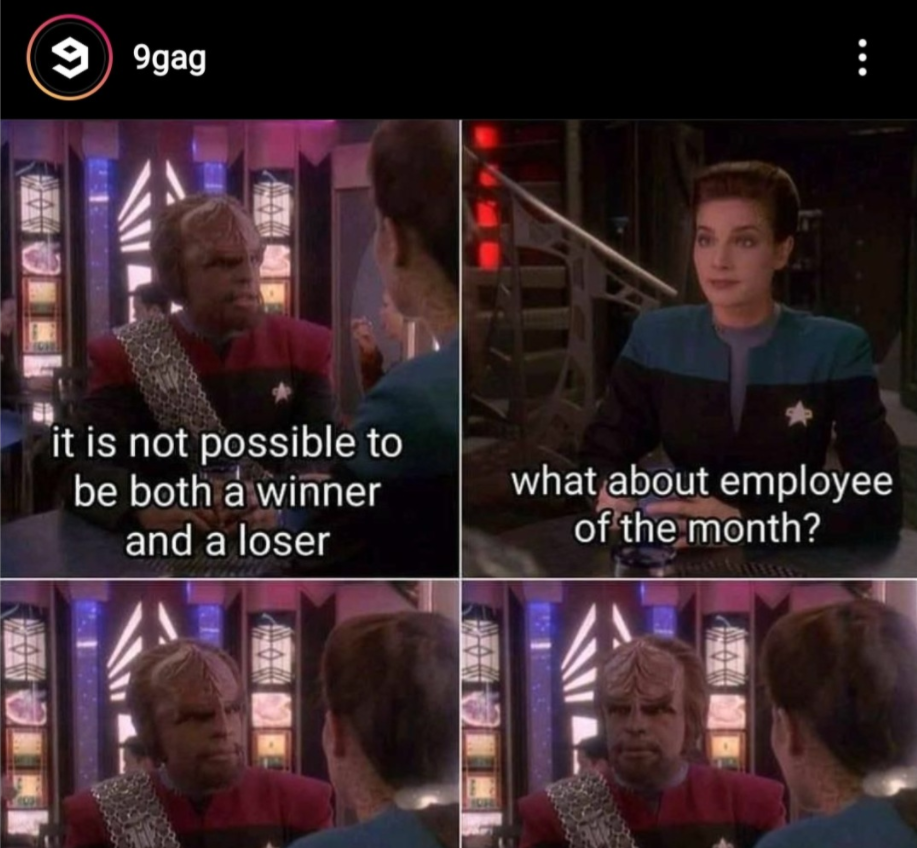 9gag
it is not possible to
be both a winner
and a loser
what about employee
of the month?